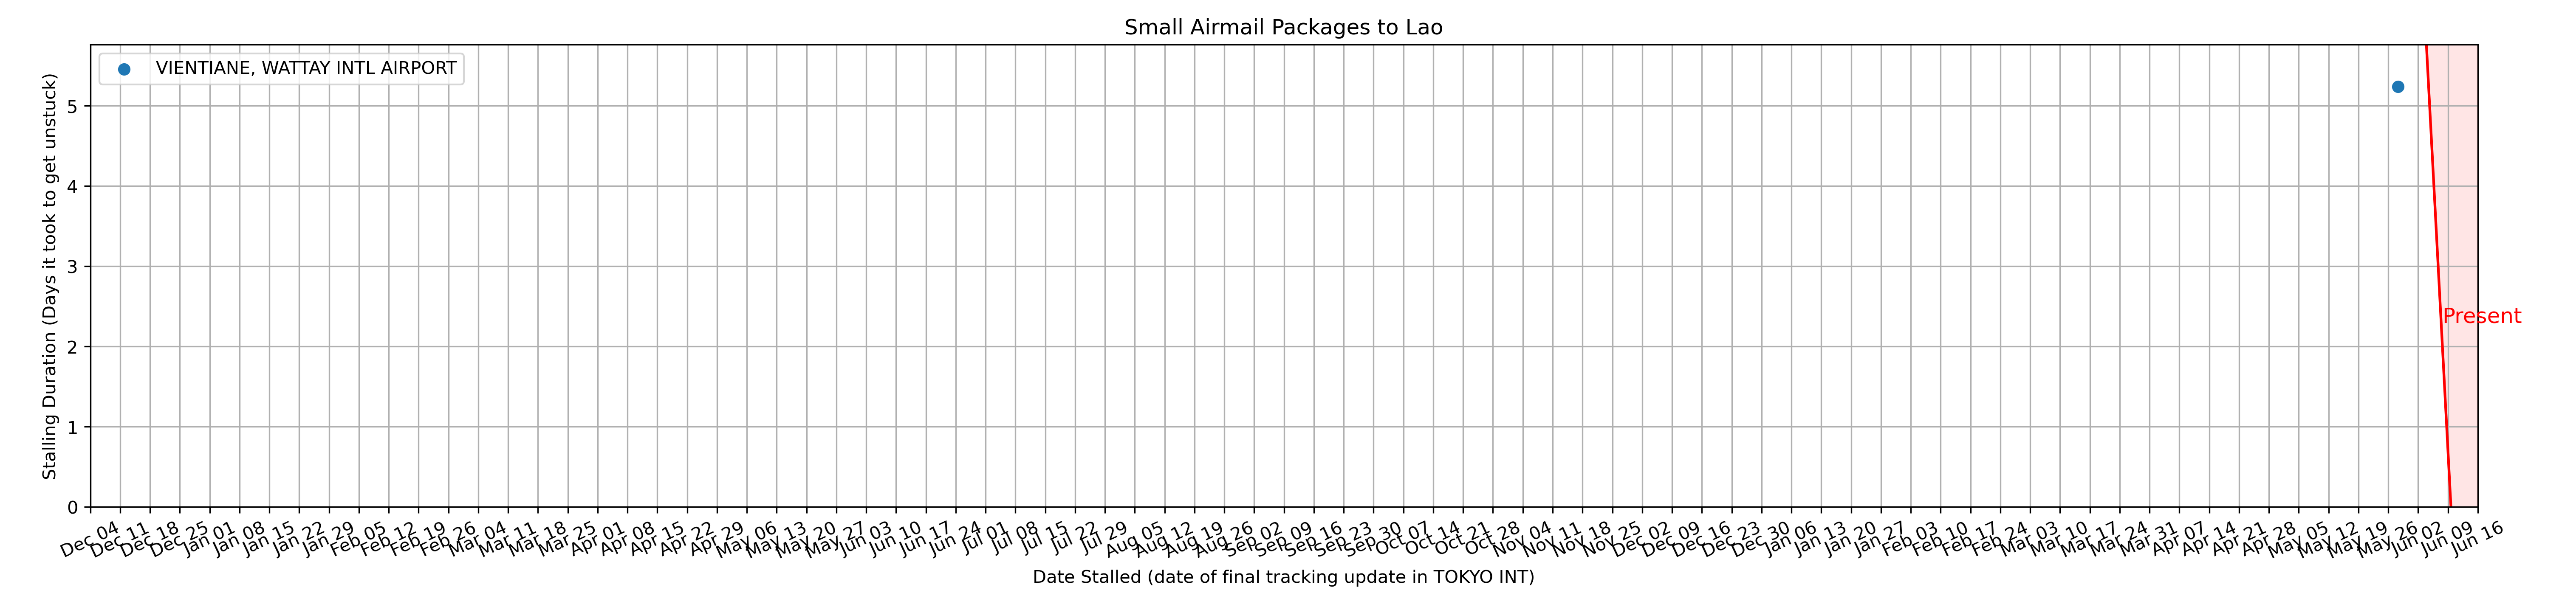 Small Airmail Packages to Lao
VIENTIANE, WATTAY INTL AIRPORT
Stalling Duration (Days it took to get unstuck)
5
4
3
2
1
0
Present
Dec 04 Dec 11 Dec 18 Dec 25 Jan 01 Jan 08 Jan 15 Jan 22 Jan 29 Feb 05 Feb 12 Feb 19 Feb 26 Mar 04 Mar 11 Mar 18 Mar 25 Apr 01 Apr 08 Apr 15 Apr 22 Apr 29 May 06 May 13 May 20 May 27 Jun 03 Jun 10 Jun 17 Jun 24 Jul 01 Jul 08 Jul 15 Jul 22 Jul 29 Aug 05 Aug 12 Aug 19 Aug 26 Sep 02 Sep 09 Sep 16 Sep 23 Sep 30 Oct 07 Oct 14 Oct 21 Oct 28 Nov 04 Nov 11 Nov 18 Nov 25 Dec 02 Dec 09 Dec 16 Dec 23 Dec 30 Jan 06 Jan 13 Jan 20 Jan 27 Feb 03 Feb 10 Feb 17 Feb 24 Mar 03 Mar 10 Mar 17 Mar 24 Mar 31 Apr 07 Apr 14 Apr 21 Apr 28 May 05 May 12 May 19 May 26 Jun 02 Jun 09 Jun 16
Date Stalled (date of final tracking update in TOKYO INT)